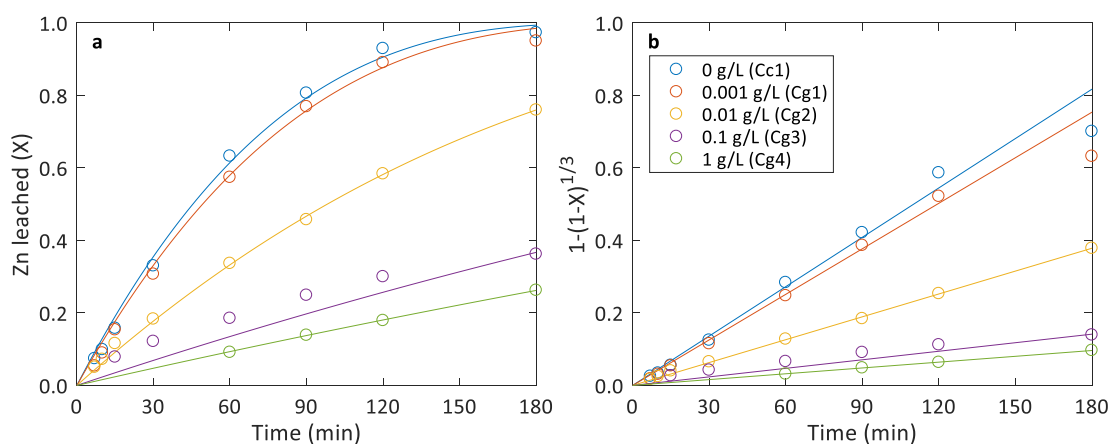 a
1.0
0.8
0.6
0.4
0.2
0.0
Zn leached (X)
0 30 60 90 120 150 180
Time (min)
b
0 g/L (Cc1)
0.001 g/L (Cg1)
0.01 g/L (Cg2)
0.1 g/L (Cg3)
1 g/L (Cg4)
1.0
0.8
0.6
0.4
0.2
0.0
1-(1-X)^1/3
0 30 60 90 120 150 180
Time (min)